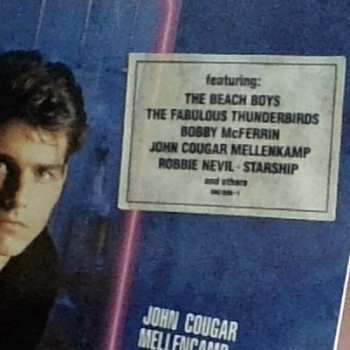 featuring:
THE BEACH BOYS
THE FABULOUS THUNDERBIRDS
BOBBY McFERRIN
JOHN COUGAR MELLENKAMP
ROBBIE NEVIL · STARSHIP
and others
JOHN COUGAR
MELLENCAMP